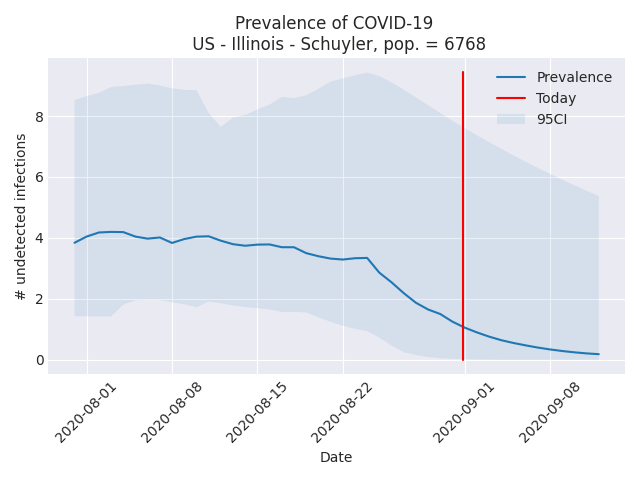 Prevalence of COVID-19
US - Illinois - Schuyler, pop. = 6768
Prevalence
Today
95CI
# undetected infections
8
6
4
2
0
2020-08-01
2020-08-08
2020-08-15
2020-08-22
2020-09-01
2020-09-08
Date